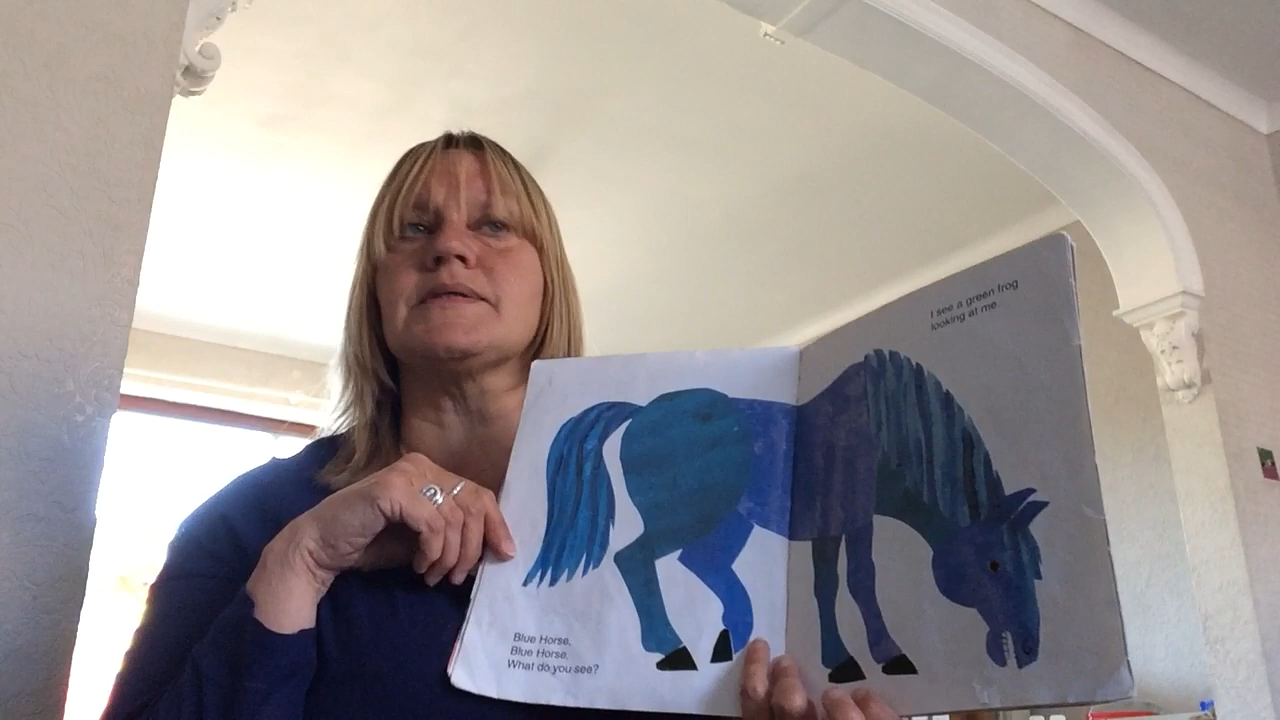 Blue Horse,
Blue Horse,
What do you see?
I see a green frog
looking at me.